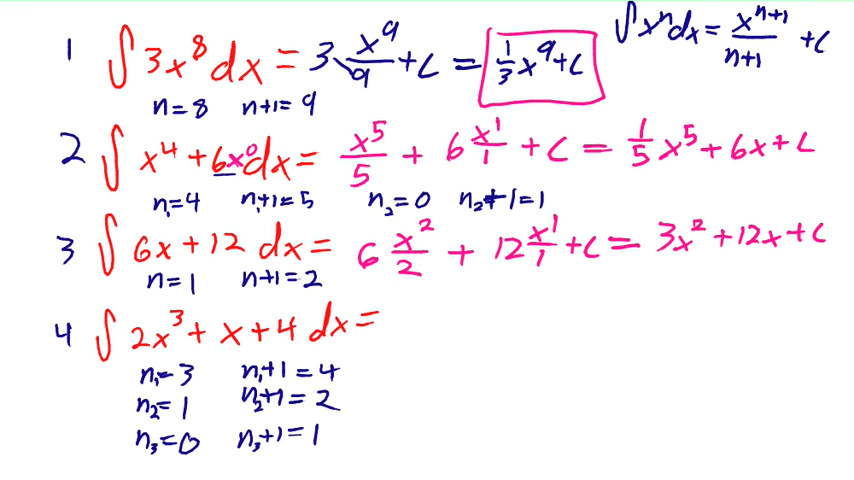 ∫xⁿdx = xⁿ⁺¹/(n+1) + C
1 ∫3x⁸dx = 3 x⁹/9 + C = 1/3 x⁹ + C
n=8 n+1=9
2 ∫x⁴+6x⁰dx = x⁵/5 + 6 x¹/1 + C = 1/5 x⁵ + 6x + C
n₁=4 n₁+1=5 n₂=0 n₂+1=1
3 ∫6x+12 dx = 6 x²/2 + 12 x¹/1 + C = 3x² + 12x + C
n=1 n+1=2
4 ∫2x³ + x + 4 dx =
n₁=3 n₁+1=4
n₂=1 n₂+1=2
n₃=0 n₃+1=1